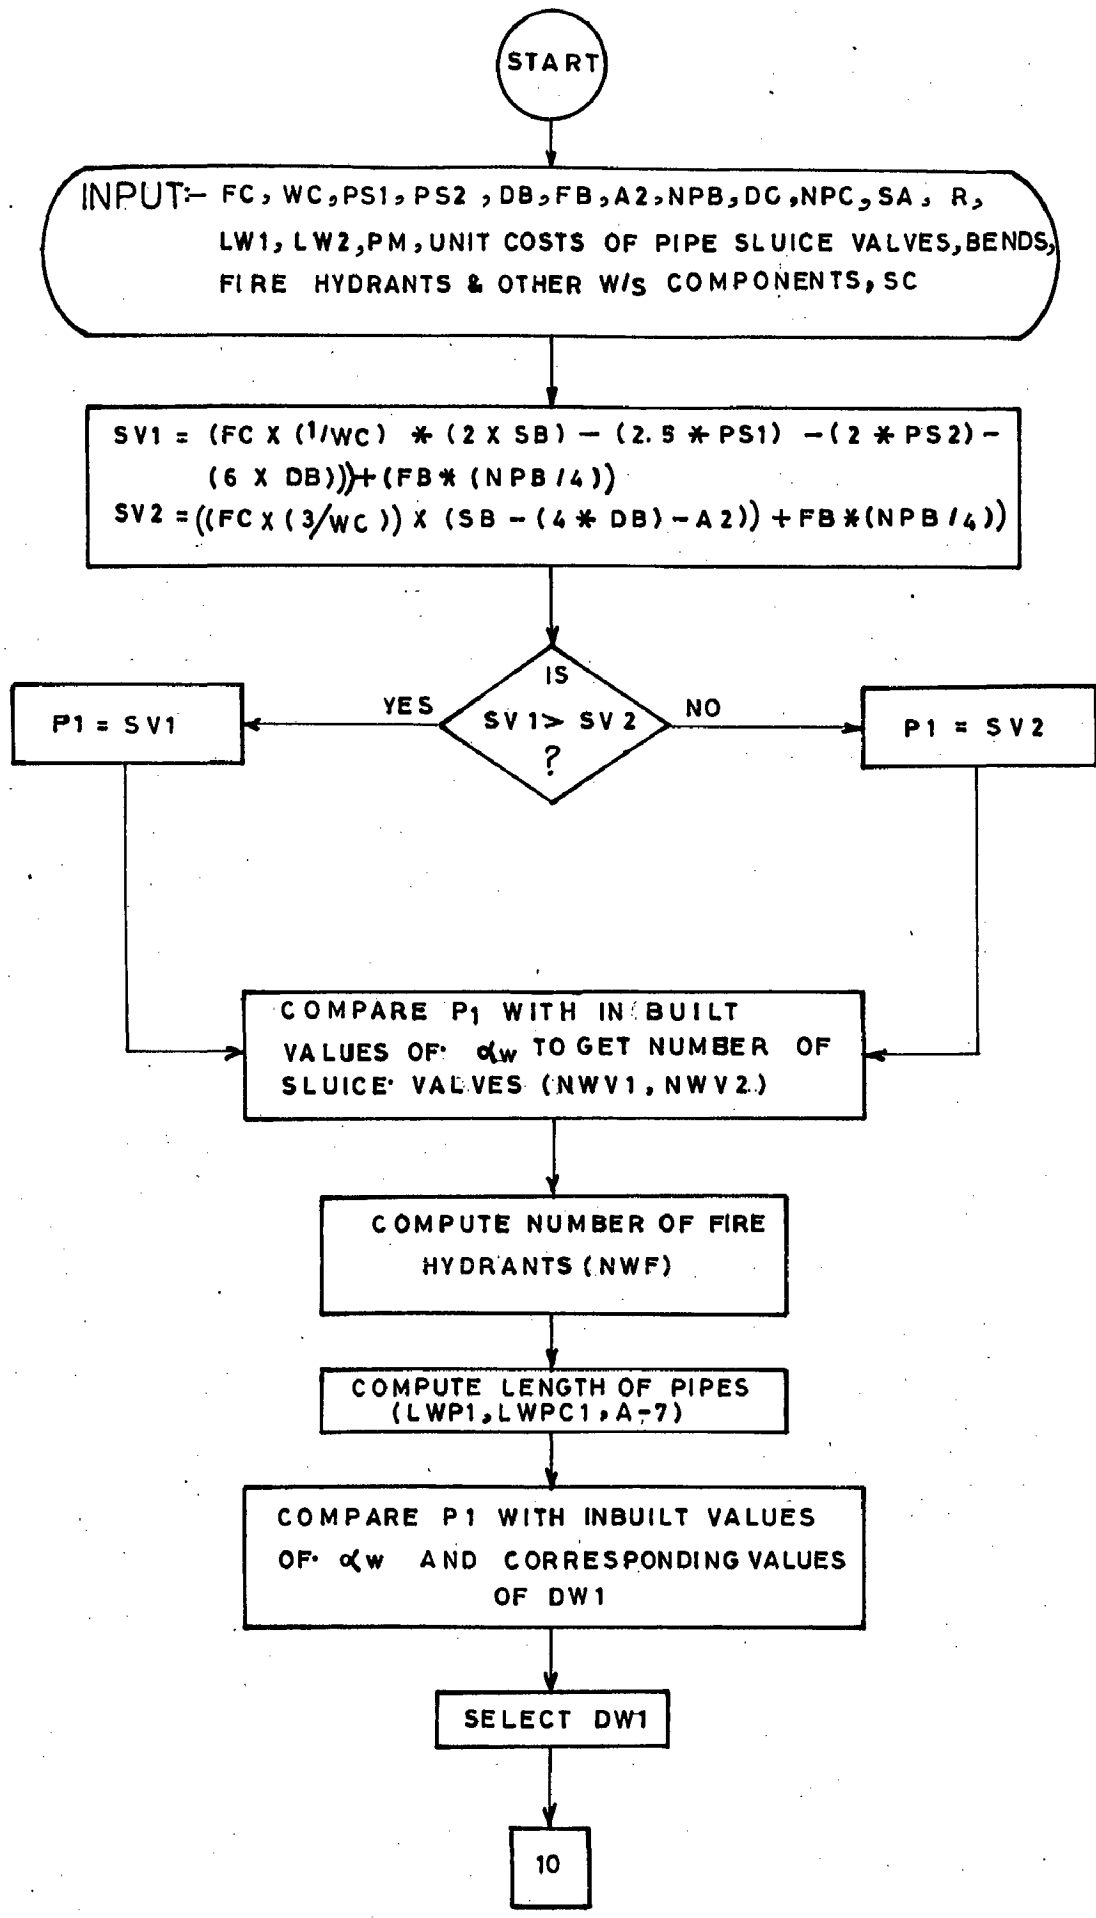 START
INPUT:- FC, WC, PS1, PS2, DB, FB, A2, NPB, DC, NPC, SA, R,
LW1, LW2, PM, UNIT COSTS OF PIPE SLUICE VALVES, BENDS,
FIRE HYDRANTS & OTHER W/S COMPONENTS, SC
SV1 = (FC X (1/WC) * (2 X SB) - (2.5 * PS1) - (2 * PS2) -
(6 X DB))) + (FB* (NPB/4))
SV2 = ((FC X (3/WC)) X (SB - (4 * DB) - A2)) + FB*(NPB/4))
IS
SV1> SV2
?
YES
NO
P1 = SV1
P1 = SV2
COMPARE P1 WITH IN BUILT
VALUES OF αw TO GET NUMBER OF
SLUICE VALVES (NWV1, NWV2)
COMPUTE NUMBER OF FIRE
HYDRANTS (NWF)
COMPUTE LENGTH OF PIPES
(LWP1, LWPC1, A-7)
COMPARE P1 WITH INBUILT VALUES
OF αw AND CORRESPONDING VALUES
OF DW1
SELECT DW1
10